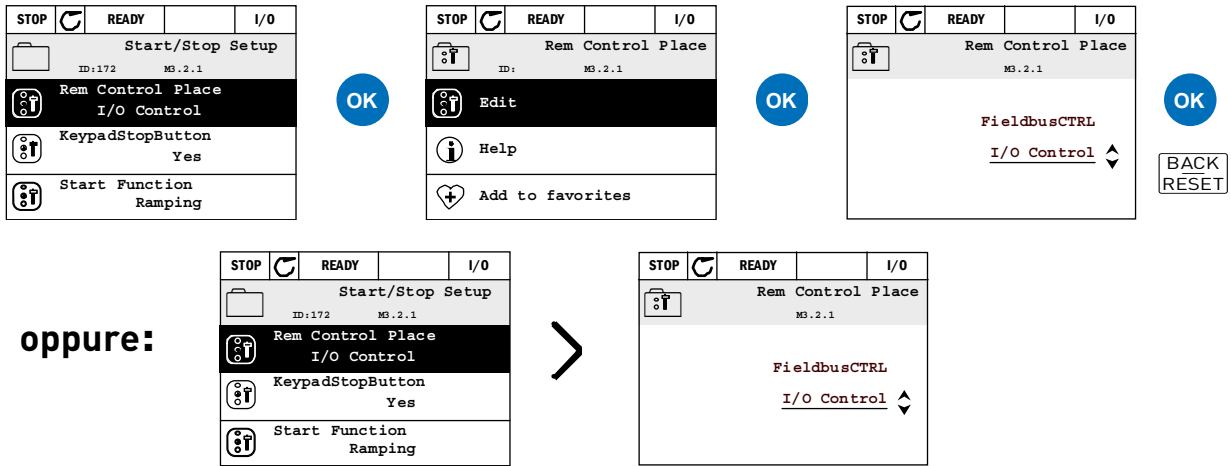 STOP READY I/O
Start/Stop Setup
ID:172 M3.2.1
Rem Control Place
I/O Control
KeypadStopButton
Yes
Start Function
Ramping
OK
STOP READY I/O
Rem Control Place
ID: M3.2.1
Edit
Help
Add to favorites
OK
STOP READY I/O
Rem Control Place
M3.2.1
FieldbusCTRL
I/O Control
OK
BACK
RESET
oppure:
STOP READY I/O
Start/Stop Setup
ID:172 M3.2.1
Rem Control Place
I/O Control
KeypadStopButton
Yes
Start Function
Ramping
STOP READY I/O
Rem Control Place
M3.2.1
FieldbusCTRL
I/O Control